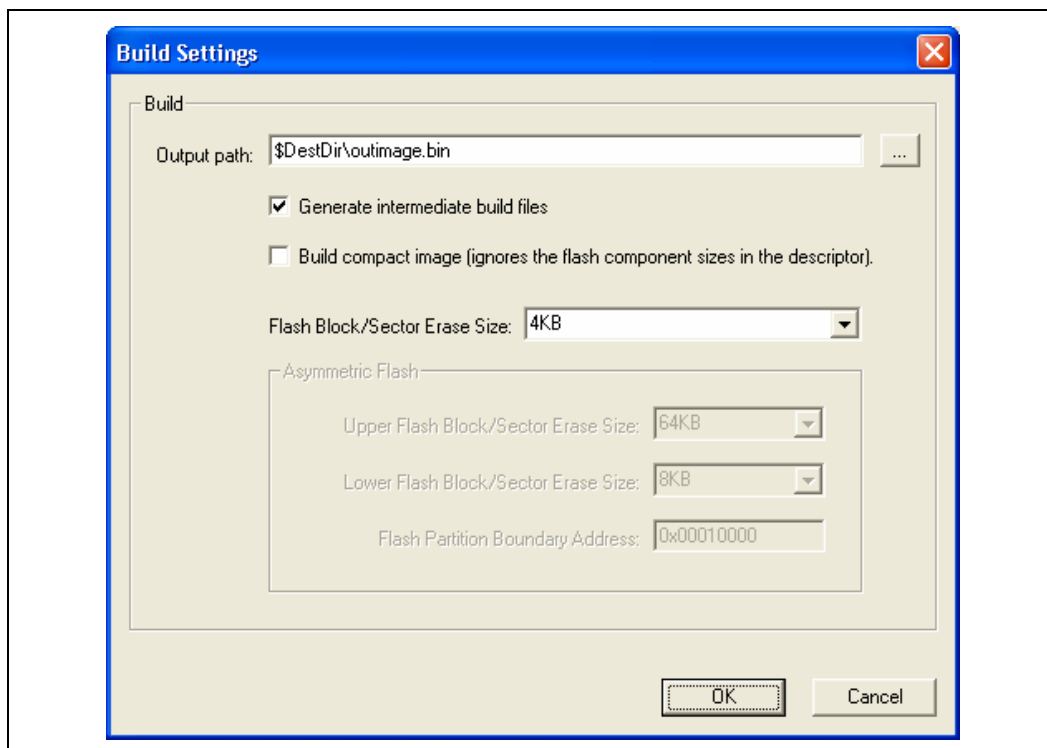 Build Settings
Build
Output path: $DestDir\outimage.bin ...
Generate intermediate build files
Build compact image (ignores the flash component sizes in the descriptor).
Flash Block/Sector Erase Size: 4KB
Asymmetric Flash
Upper Flash Block/Sector Erase Size: 64KB
Lower Flash Block/Sector Erase Size: 8KB
Flash Partition Boundary Address: 0x00010000
OK Cancel